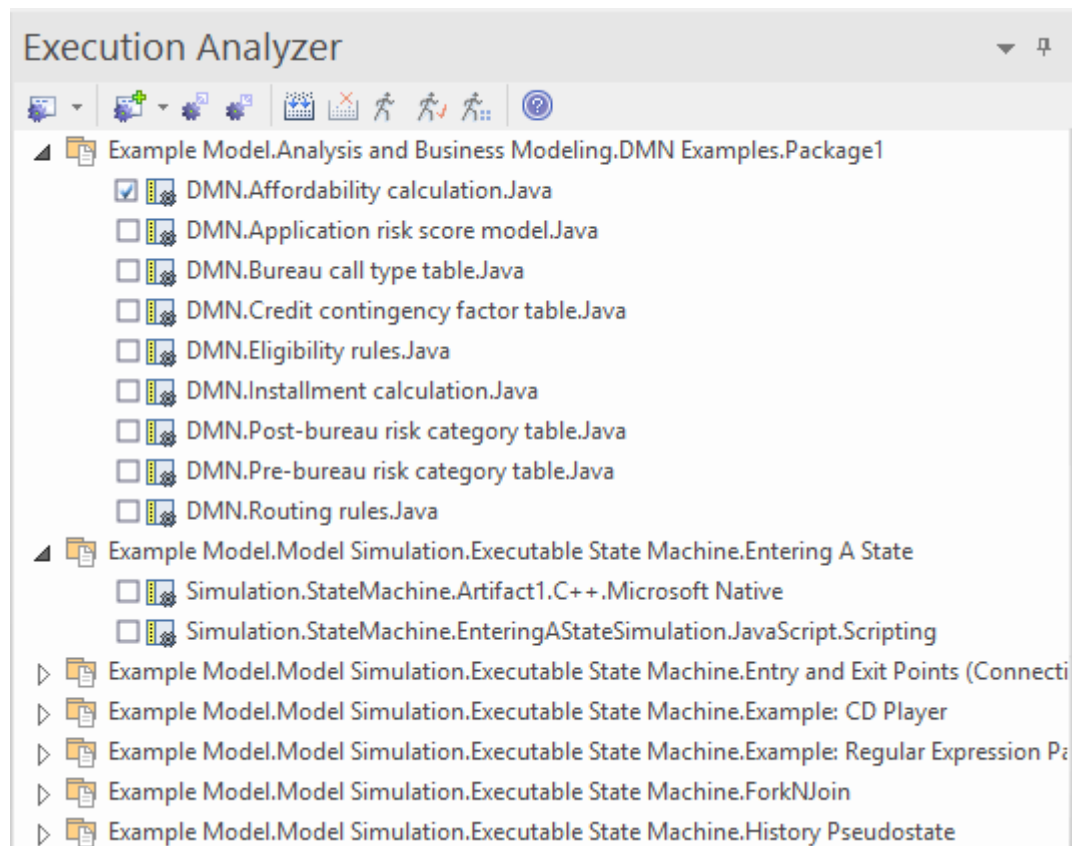 Execution Analyzer
Example Model.Analysis and Business Modeling.DMN Examples.Package1
DMN.Affordability calculation.Java
DMN.Application risk score model.Java
DMN.Bureau call type table.Java
DMN.Credit contingency factor table.Java
DMN.Eligibility rules.Java
DMN.Installment calculation.Java
DMN.Post-bureau risk category table.Java
DMN.Pre-bureau risk category table.Java
DMN.Routing rules.Java
Example Model.Model Simulation.Executable State Machine.Entering A State
Simulation.StateMachine.Artifact1.C++.Microsoft Native
Simulation.StateMachine.EnteringAStateSimulation.JavaScript.Scripting
Example Model.Model Simulation.Executable State Machine.Entry and Exit Points (Connecti
Example Model.Model Simulation.Executable State Machine.Example: CD Player
Example Model.Model Simulation.Executable State Machine.Example: Regular Expression Pa
Example Model.Model Simulation.Executable State Machine.ForkNJoin
Example Model.Model Simulation.Executable State Machine.History Pseudostate